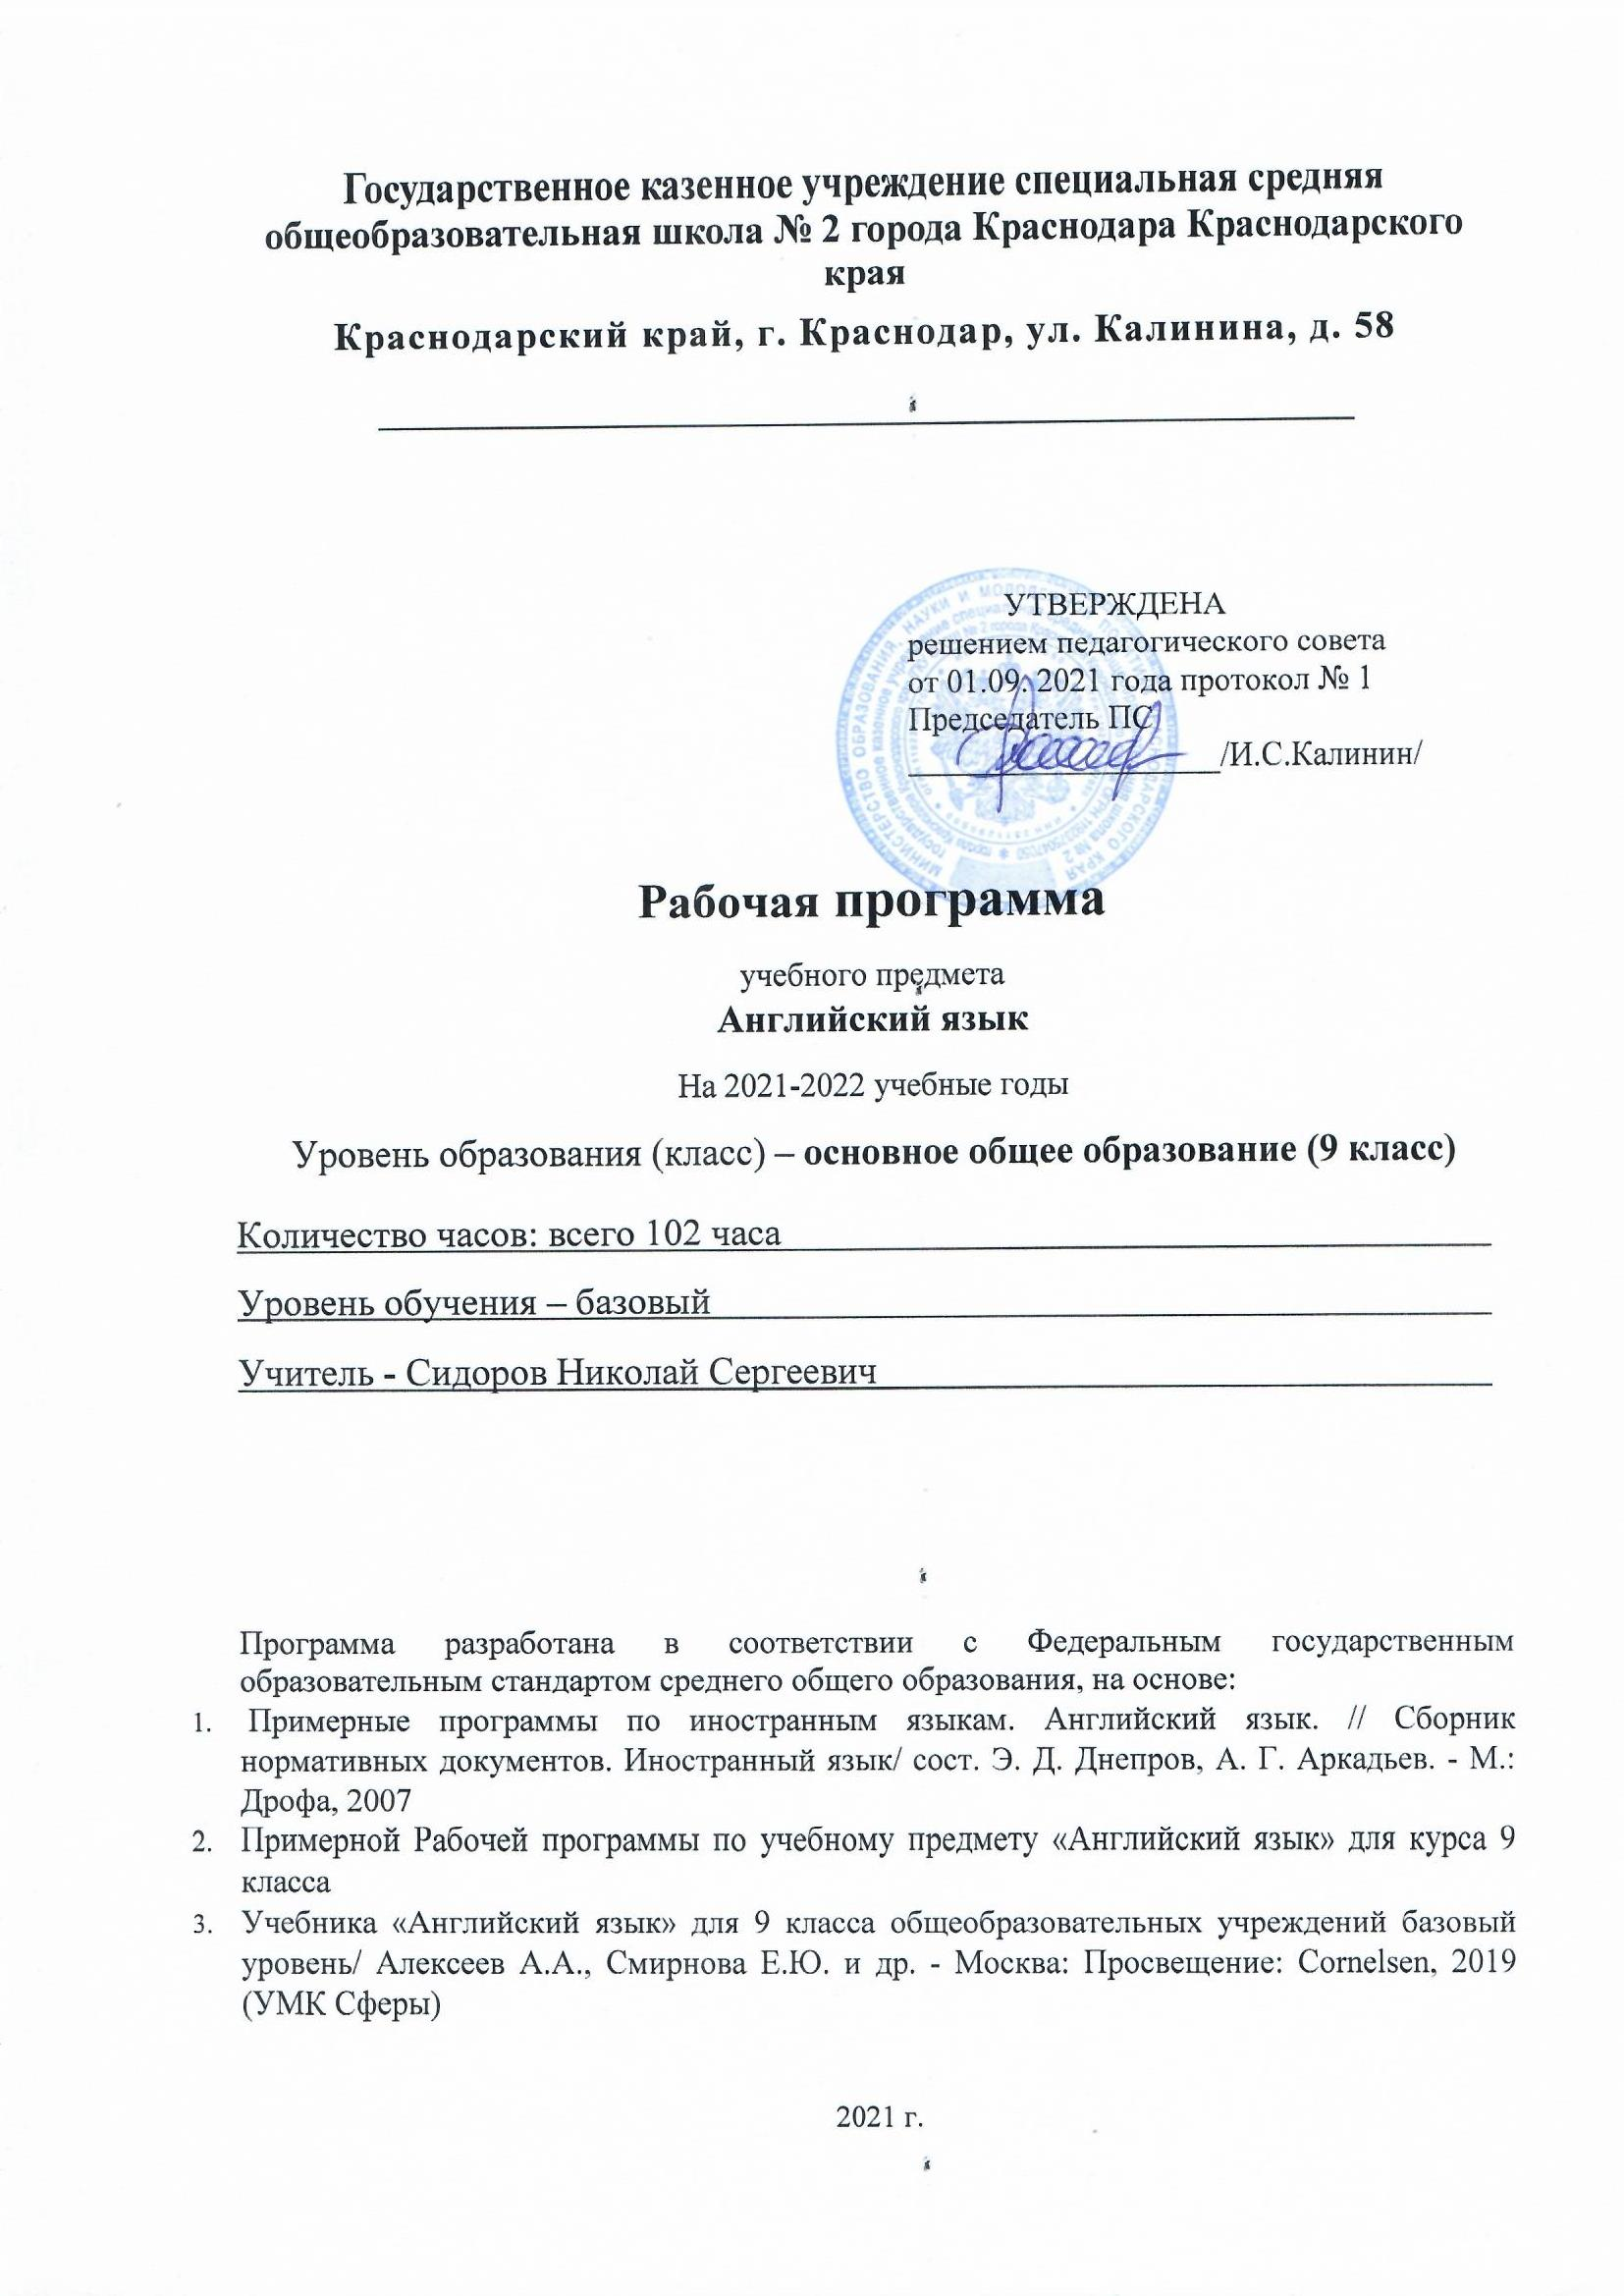 Государственное казенное учреждение специальная средняя
общеобразовательная школа № 2 города Краснодара Краснодарского
края
Краснодарский край, г. Краснодар, ул. Калинина, д. 58
УТВЕРЖДЕНА
решением педагогического совета
от 01.09. 2021 года протокол № 1
Председатель ПС
/И.С.Калинин/
МИНИСТЕРСТВО ОБРАЗОВАНИЯ, НАУКИ И
КРАЯ
Рабочая программа
учебного предмета
Английский язык
На 2021-2022 учебные годы
Уровень образования (класс) – основное общее образование (9 класс)
Количество часов: всего 102 часа
Уровень обучения – базовый
Учитель - Сидоров Николай Сергеевич
Программа разработана в соответствии с Федеральным государственным
образовательным стандартом среднего общего образования, на основе:
1. Примерные программы по иностранным языкам. Английский язык. // Сборник
нормативных документов. Иностранный язык/ сост. Э. Д. Днепров, А. Г. Аркадьев. - М.:
Дрофа, 2007
2. Примерной Рабочей программы по учебному предмету «Английский язык» для курса 9
класса
3. Учебника «Английский язык» для 9 класса общеобразовательных учреждений базовый
уровень/ Алексеев А.А., Смирнова Е.Ю. и др. - Москва: Просвещение: Cornelsen, 2019
(УМК Сферы)
2021 г.